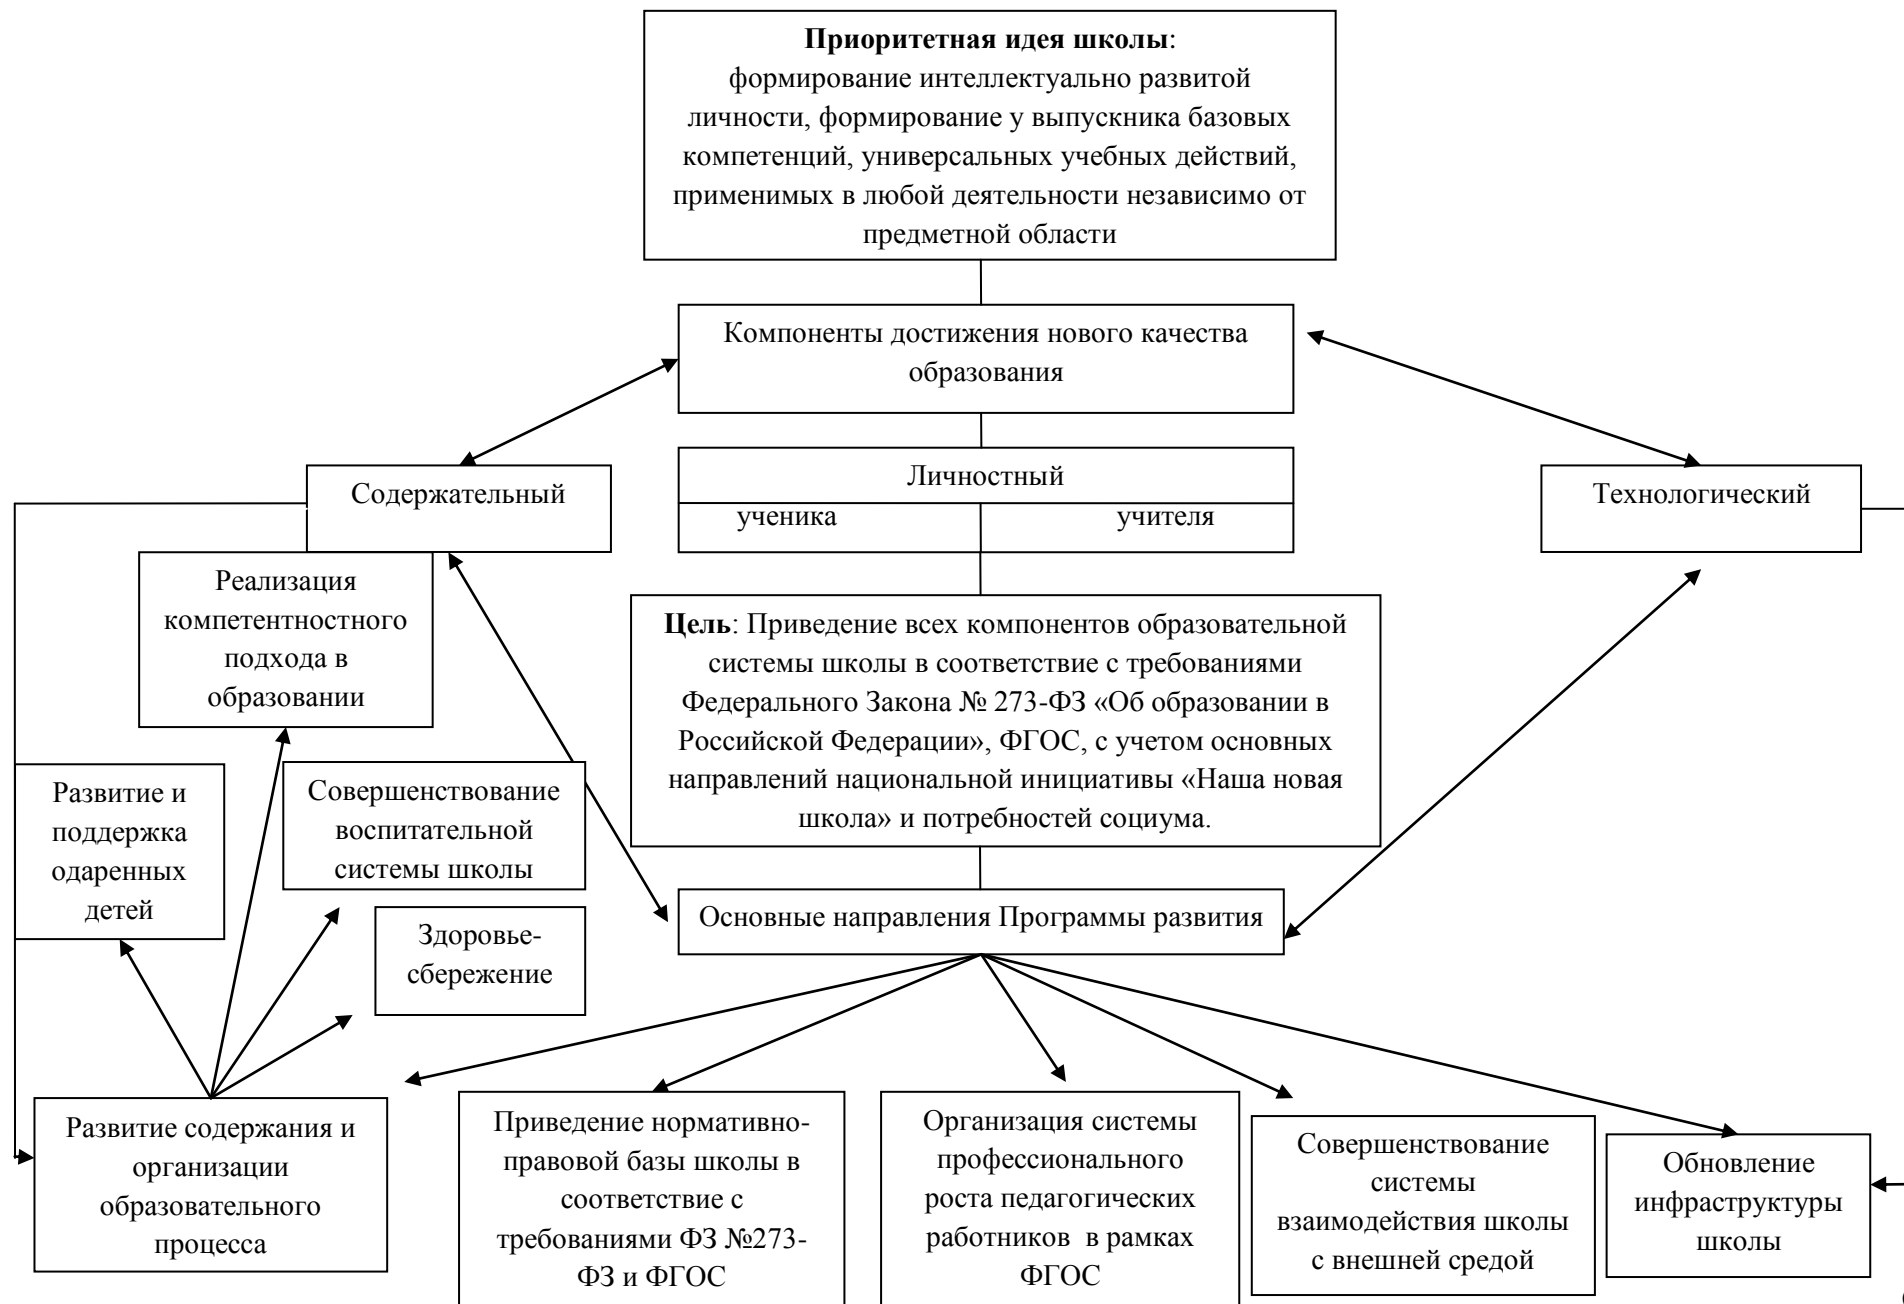 Приоритетная идея школы:
формирование интеллектуально развитой
личности, формирование у выпускника базовых
компетенций, универсальных учебных действий,
применимых в любой деятельности независимо от
предметной области
Компоненты достижения нового качества
образования
Содержательный
Личностный
ученика
учителя
Технологический
Реализация
компетентностного
подхода в
образовании
Цель: Приведение всех компонентов образовательной
системы школы в соответствие с требованиями
Федерального Закона № 273-ФЗ «Об образовании в
Российской Федерации», ФГОС, с учетом основных
направлений национальной инициативы «Наша новая
школа» и потребностей социума.
Развитие и
поддержка
одаренных
детей
Совершенствование
воспитательной
системы школы
Здоровье-
сбережение
Основные направления Программы развития
Развитие содержания и
организации
образовательного
процесса
Приведение нормативно-
правовой базы школы в
соответствие с
требованиями ФЗ №273-
ФЗ и ФГОС
Организация системы
профессионального
роста педагогических
работников  в рамках
ФГОС
Совершенствование
системы
взаимодействия школы
с внешней средой
Обновление
инфраструктуры
школы